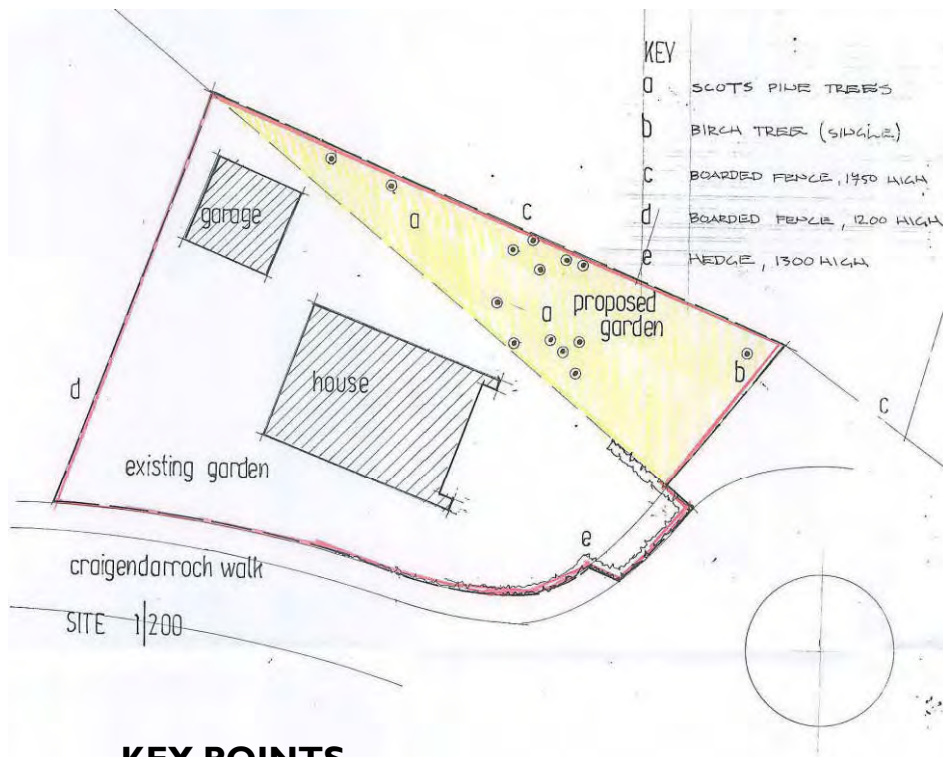 KEY
a SCOTS PINE TREES
b BIRCH TREE (SINGLE)
c BOARDED FENCE, 1950 HIGH
d BOARDED FENCE, 1200 HIGH
e HEDGE, 1300 HIGH
garage
a
c
a
proposed
garden
b
c
house
d
existing garden
e
craigendarroch walk
SITE 1|200
KEY POINTS